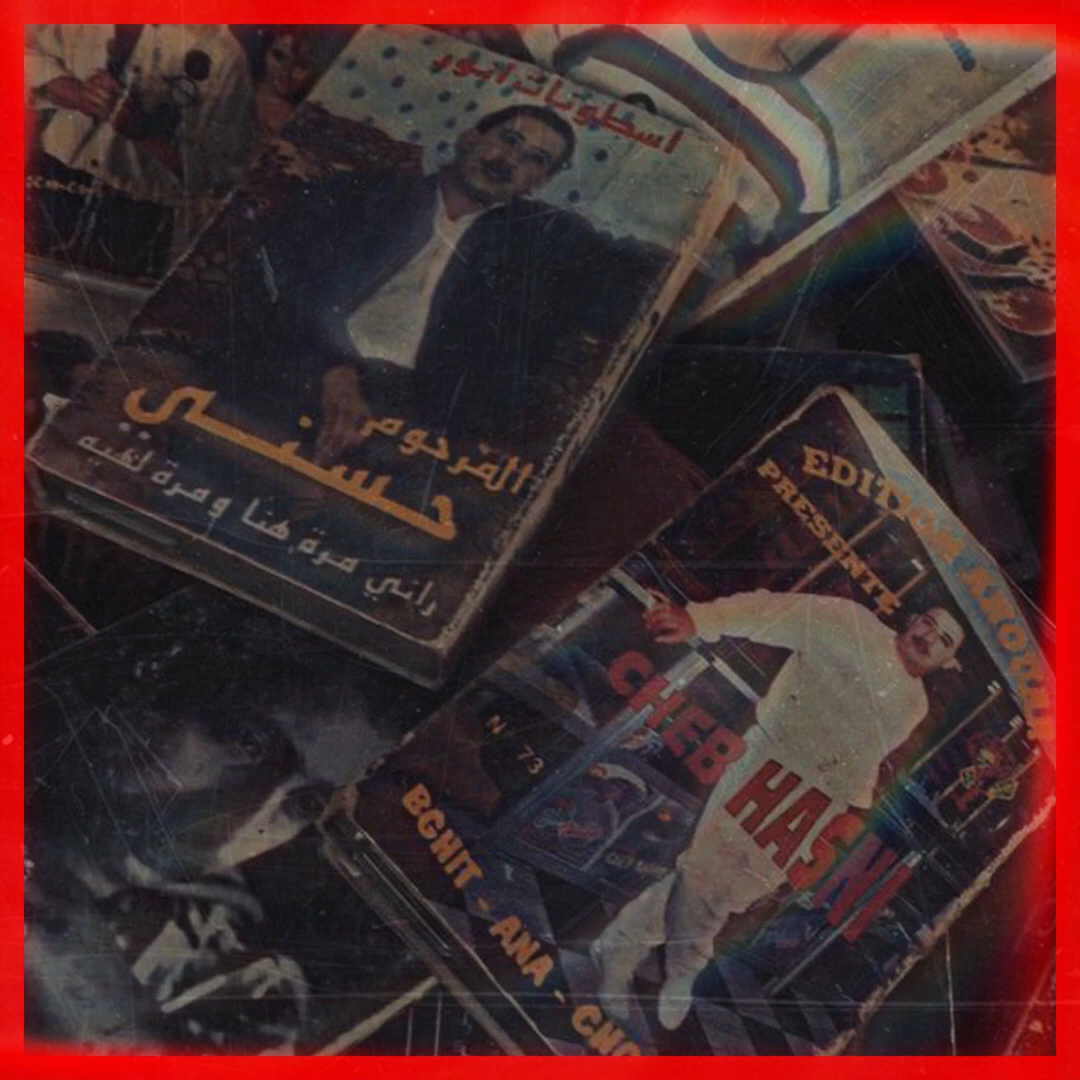 اسطوانات ابور
المرحوم
حسني
راني مرة هنا ومرة لهيه
EDITION
PRESENTE
CHEB
HASNI
N° 73
BGHIT - ANA -